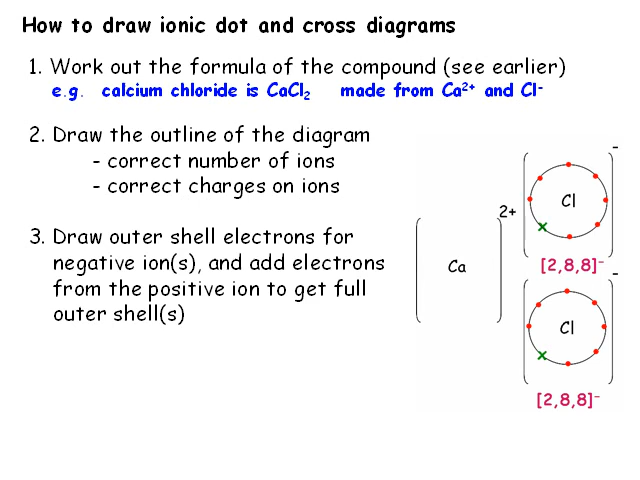 How to draw ionic dot and cross diagrams
1. Work out the formula of the compound (see earlier)
e.g. calcium chloride is CaCl₂ made from Ca²⁺ and Cl⁻
2. Draw the outline of the diagram
- correct number of ions
- correct charges on ions
3. Draw outer shell electrons for
negative ion(s), and add electrons
from the positive ion to get full
outer shell(s)
Ca
2+
Cl
-
[2,8,8]⁻
Cl
-
[2,8,8]⁻